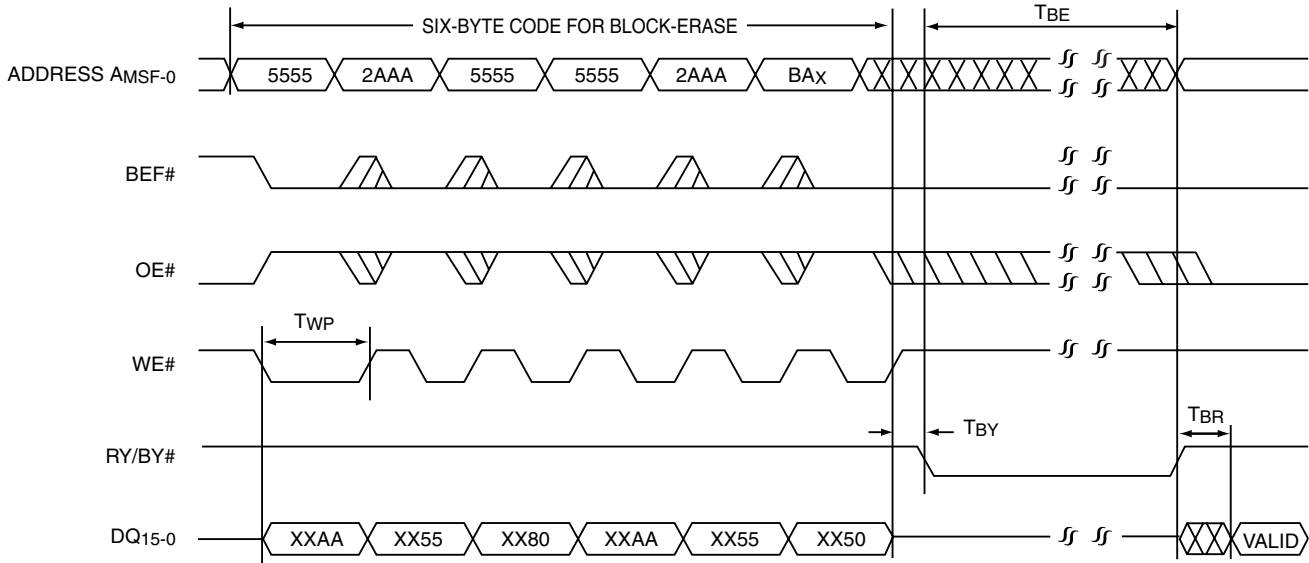 SIX-BYTE CODE FOR BLOCK-ERASE
TBE
ADDRESS AMSF-0
5555 2AAA 5555 5555 2AAA BAX
BEF#
OE#
TWP
WE#
TBR
TBY
RY/BY#
DQ15-0
XXAA XX55 XX80 XXAA XX55 XX50 VALID